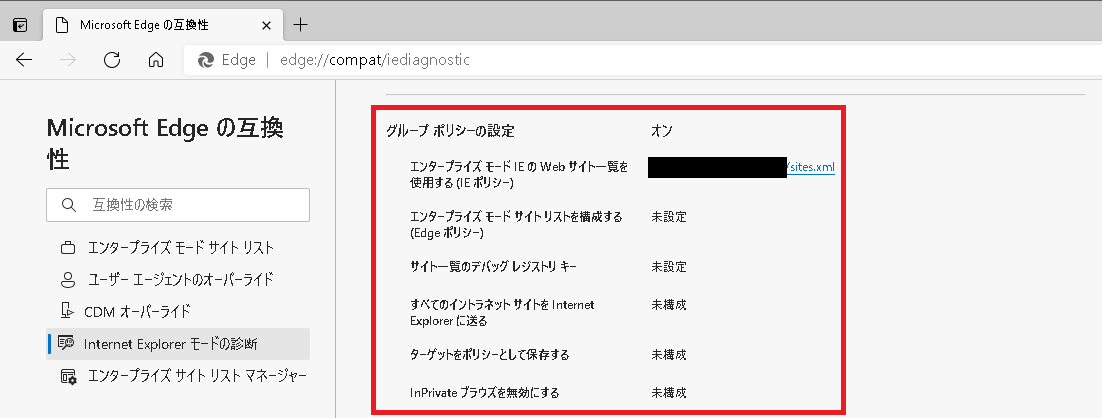 Microsoft Edge の互換性
Edge
edge://compat/iediagnostic
Microsoft Edge の互換
性
互換性の検索
エンタープライズ モード サイト リスト
ユーザー エージェントのオーバーライド
CDM オーバーライド
Internet Explorer モードの診断
エンタープライズ サイト リスト マネージャー
グループ ポリシーの設定 オン
エンタープライズ モード IE の Web サイト一覧を
使用する (IE ポリシー)
/sites.xml
エンタープライズ モード サイト リストを構成する
(Edge ポリシー)
未設定
サイト一覧のデバッグ レジストリ キー 未設定
すべてのイントラネット サイトを Internet
Explorer に送る
未構成
ターゲットをポリシーとして保存する 未構成
InPrivate ブラウズを無効にする 未構成